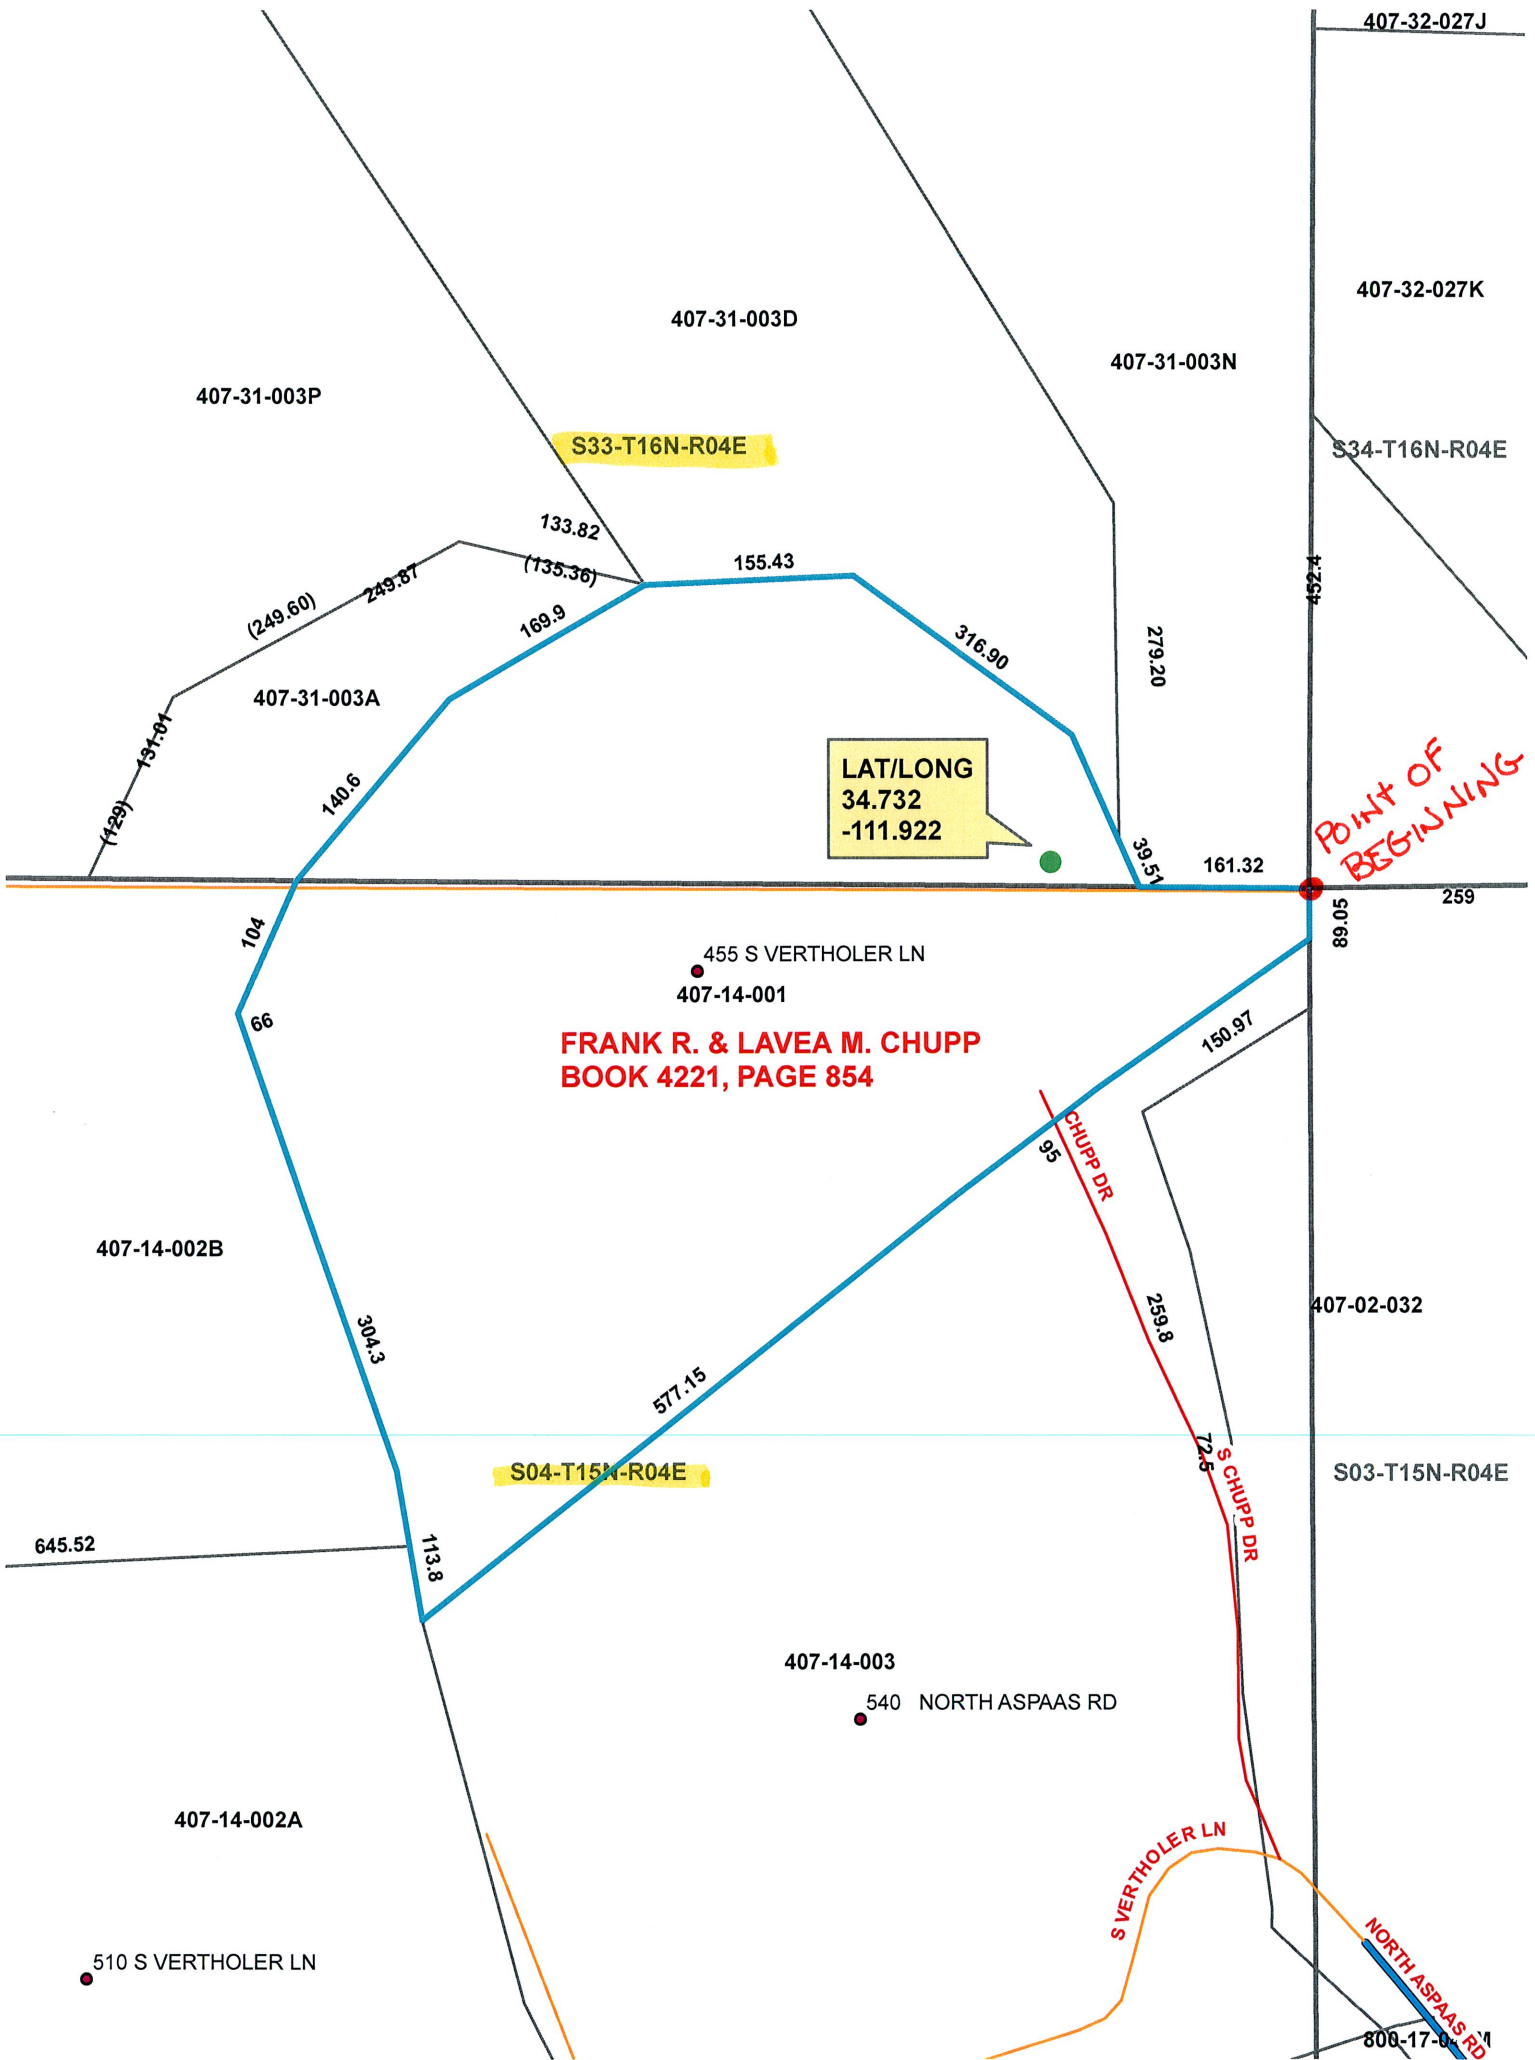 407-32-027J
407-32-027K
407-31-003D
407-31-003N
407-31-003P
S33-T16N-R04E
S34-T16N-R04E
133.82
(135.36)
155.43
452.4
249.87
(249.60)
169.9
316.90
279.20
407-31-003A
131.01
(129)
140.6
LAT/LONG
34.732
-111.922
POINT OF
BEGINNING
39.51
161.32
259
89.05
104
455 S VERTHOLER LN
407-14-001
66
FRANK R. & LAVEA M. CHUPP
BOOK 4221, PAGE 854
150.97
CHUPP DR
95
407-14-002B
304.3
259.8
407-02-032
577.15
72.5
S CHUPP DR
S04-T15N-R04E
S03-T15N-R04E
645.52
113.8
407-14-003
540 NORTH ASPAAS RD
407-14-002A
S VERTHOLER LN
510 S VERTHOLER LN
NORTH ASPAAS RD